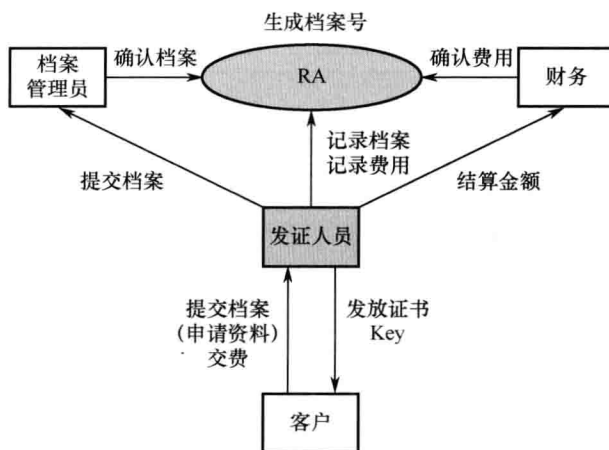 生成档案号
档案
管理员
确认档案
RA
确认费用
财务
提交档案
记录档案
记录费用
结算金额
发证人员
提交档案
(申请资料)
交费
发放证书
Key
客户